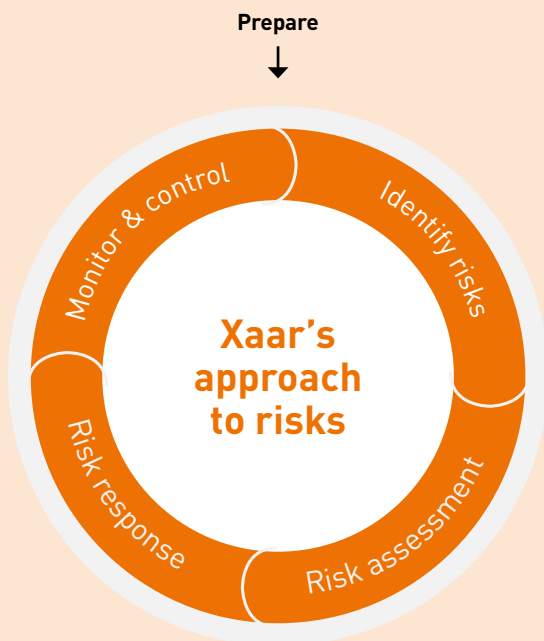 Prepare
Identify risks
Risk assessment
Risk response
Monitor & control
Xaar’s
approach
to risks